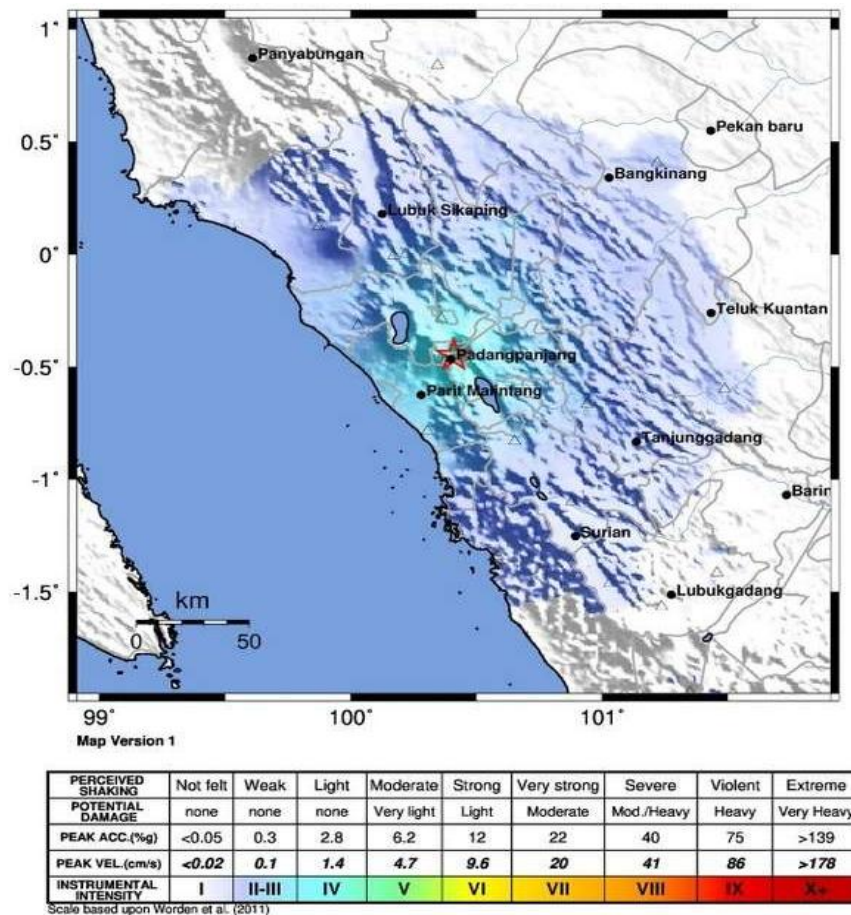 1˚
Panyabungan
Pekan baru
0.5˚
Bangkinang
Lubuk Sikaping
0˚
Teluk Kuantan
Padangpanjang
-0.5˚
Parit Malintang
Tanjunggadang
-1˚
Barin
Surian
Lubukgadang
-1.5˚
km
0 50
99˚ 100˚ 101˚
Map Version 1
PERCEIVED SHAKING Not felt Weak Light Moderate Strong Very strong Severe Violent Extreme
POTENTIAL DAMAGE none none none Very light Light Moderate Mod./Heavy Heavy Very Heavy
PEAK ACC.(%g) <0.05 0.3 2.8 6.2 12 22 40 75 >139
PEAK VEL.(cm/s) <0.02 0.1 1.4 4.7 9.6 20 41 86 >178
INSTRUMENTAL INTENSITY I II-III IV V VI VII VIII IX X+
Scale based upon Worden et al. (2011)